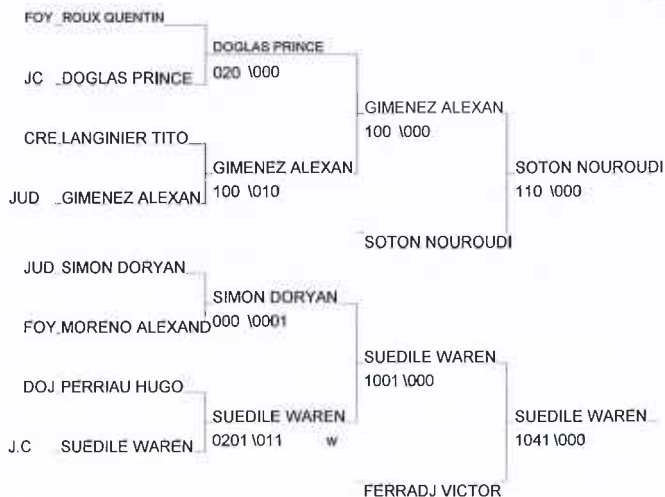 FOY ROUX QUENTIN
DOGLAS PRINCE
020 \000
JC DOGLAS PRINCE
GIMENEZ ALEXAN
100 \000
CRE LANGINIER TITO
GIMENEZ ALEXAN
100 \010
SOTON NOUROUDI
110 \000
JUD GIMENEZ ALEXAN
SOTON NOUROUDI
JUD SIMON DORYAN
SIMON DORYAN
000 \0001
FOY MORENO ALEXAND
SUEDILE WAREN
1001 \000
DOJ PERRIAU HUGO
SUEDILE WAREN
0201 \011 w
SUEDILE WAREN
1041 \000
J.C SUEDILE WAREN
FERRADJ VICTOR